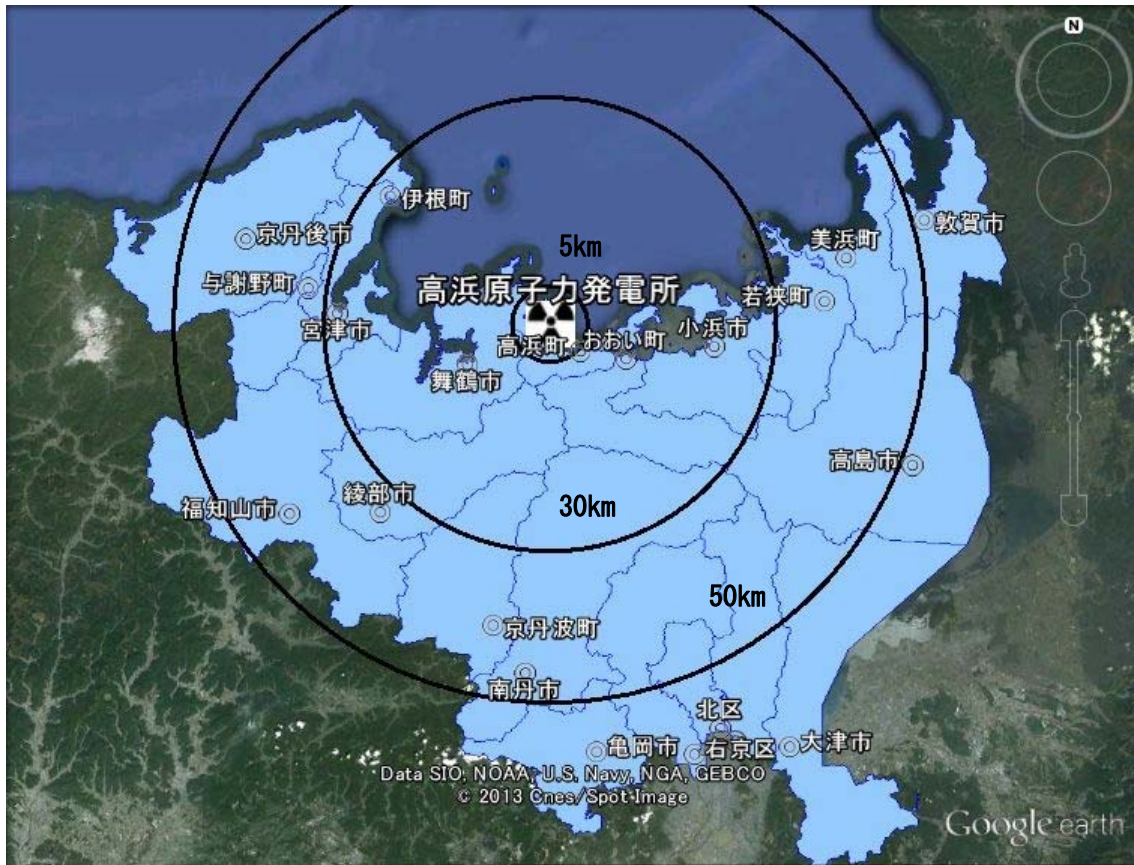 N
伊根町
京丹後市
5km
美浜町
敦賀市
与謝野町
高浜原子力発電所
若狭町
宮津市
高浜町
おおい町
小浜市
舞鶴市
高島市
福知山市
綾部市
30km
50km
京丹波町
南丹市
北区
亀岡市
右京区
大津市
Data SIO, NOAA, U.S. Navy, NGA, GEBCO
© 2013 Cnes/Spot Image
Google earth